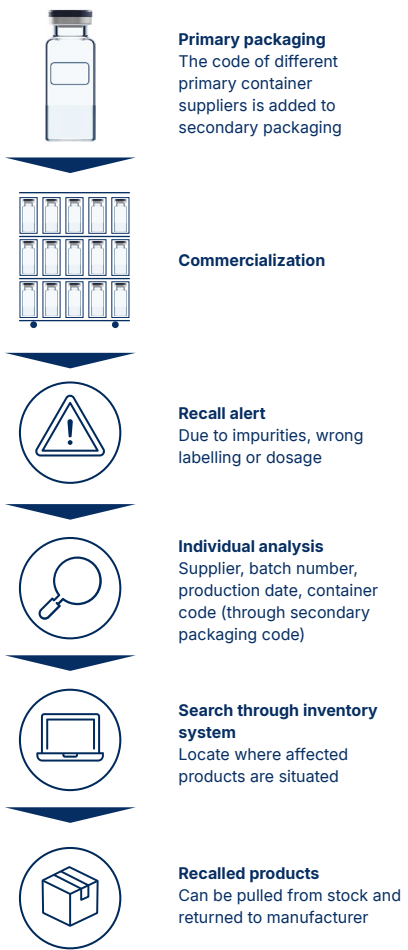 Primary packaging
The code of different
primary container
suppliers is added to
secondary packaging
Commercialization
Recall alert
Due to impurities, wrong
labelling or dosage
Individual analysis
Supplier, batch number,
production date, container
code (through secondary
packaging code)
Search through inventory
system
Locate where affected
products are situated
Recalled products
Can be pulled from stock and
returned to manufacturer